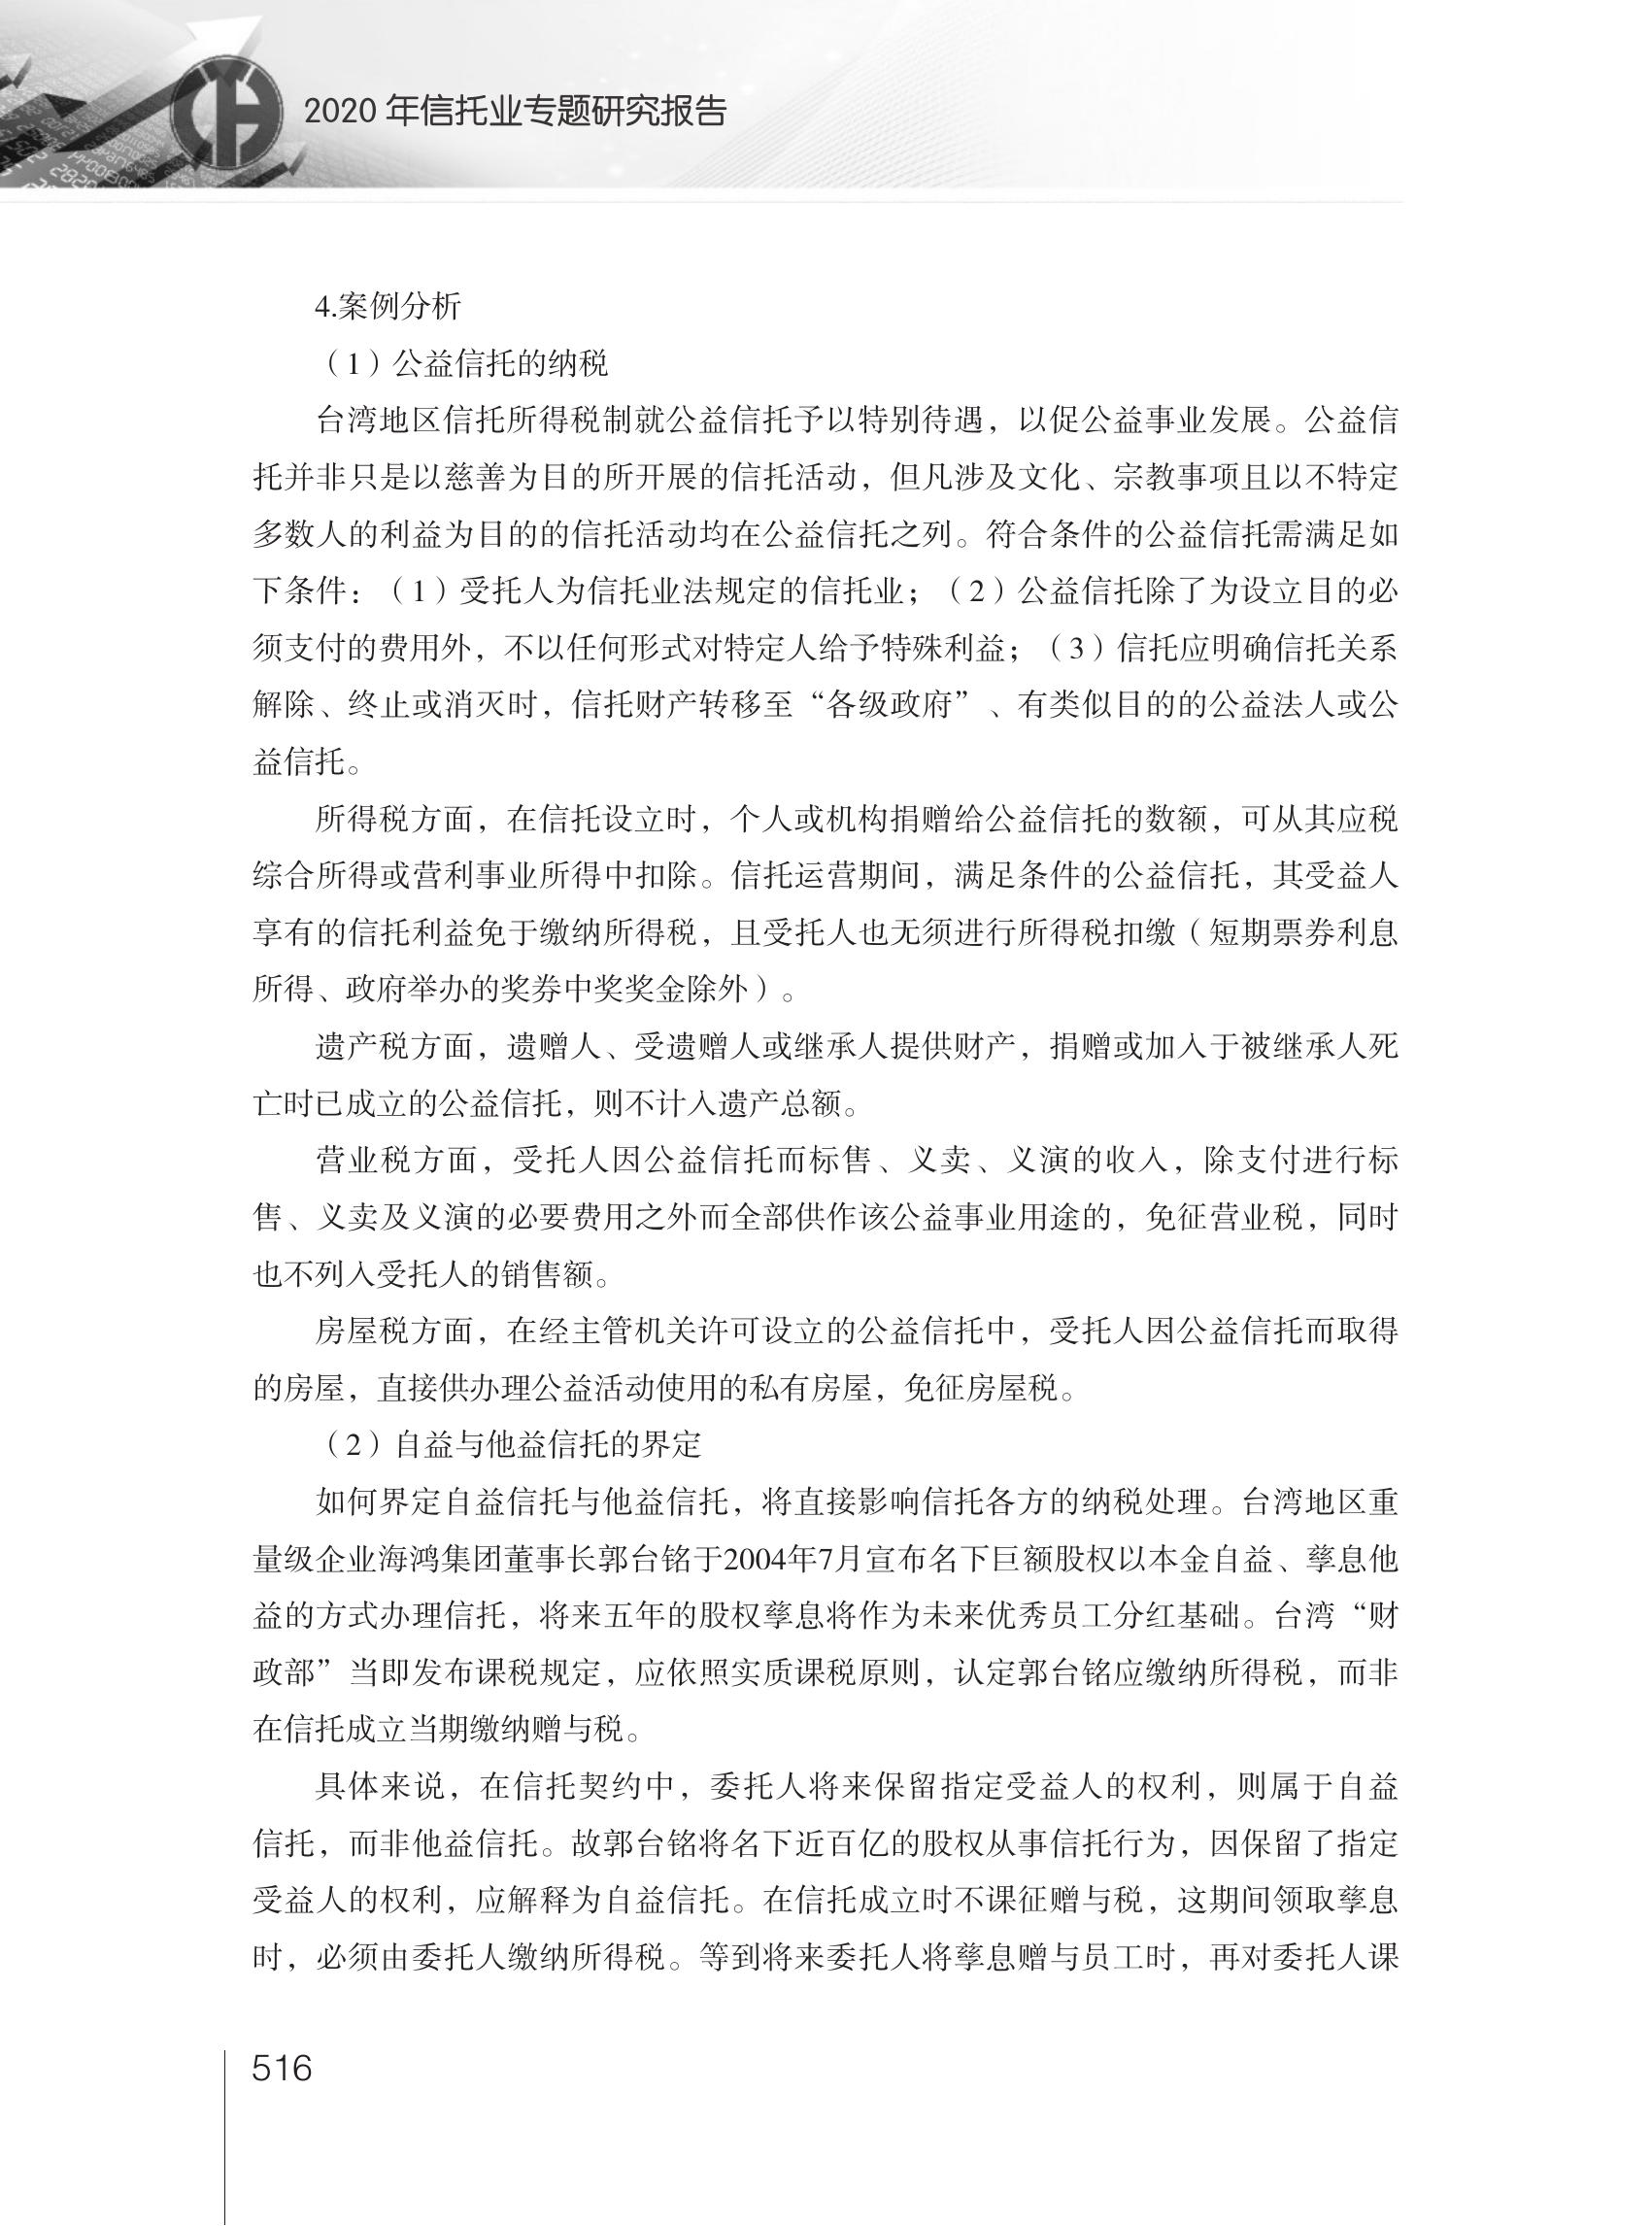 2020 年信托业专题研究报告
4.案例分析
（1）公益信托的纳税
台湾地区信托所得税制就公益信托予以特别待遇，以促公益事业发展。公益信
托并非只是以慈善为目的所开展的信托活动，但凡涉及文化、宗教事项且以不特定
多数人的利益为目的的信托活动均在公益信托之列。符合条件的公益信托需满足如
下条件：（1）受托人为信托业法规定的信托业；（2）公益信托除了为设立目的必
须支付的费用外，不以任何形式对特定人给予特殊利益；（3）信托应明确信托关系
解除、终止或消灭时，信托财产转移至“各级政府”、有类似目的的公益法人或公
益信托。
所得税方面，在信托设立时，个人或机构捐赠给公益信托的数额，可从其应税
综合所得或营利事业所得中扣除。信托运营期间，满足条件的公益信托，其受益人
享有的信托利益免于缴纳所得税，且受托人也无须进行所得税扣缴（短期票券利息
所得、政府举办的奖券中奖奖金除外）。
遗产税方面，遗赠人、受遗赠人或继承人提供财产，捐赠或加入于被继承人死
亡时已成立的公益信托，则不计入遗产总额。
营业税方面，受托人因公益信托而标售、义卖、义演的收入，除支付进行标
售、义卖及义演的必要费用之外而全部供作该公益事业用途的，免征营业税，同时
也不列入受托人的销售额。
房屋税方面，在经主管机关许可设立的公益信托中，受托人因公益信托而取得
的房屋，直接供办理公益活动使用的私有房屋，免征房屋税。
（2）自益与他益信托的界定
如何界定自益信托与他益信托，将直接影响信托各方的纳税处理。台湾地区重
量级企业海鸿集团董事长郭台铭于2004年7月宣布名下巨额股权以本金自益、孳息他
益的方式办理信托，将来五年的股权孳息将作为未来优秀员工分红基础。台湾“财
政部”当即发布课税规定，应依照实质课税原则，认定郭台铭应缴纳所得税，而非
在信托成立当期缴纳赠与税。
具体来说，在信托契约中，委托人将来保留指定受益人的权利，则属于自益
信托，而非他益信托。故郭台铭将名下近百亿的股权从事信托行为，因保留了指定
受益人的权利，应解释为自益信托。在信托成立时不课征赠与税，这期间领取孳息
时，必须由委托人缴纳所得税。等到将来委托人将孳息赠与员工时，再对委托人课
516